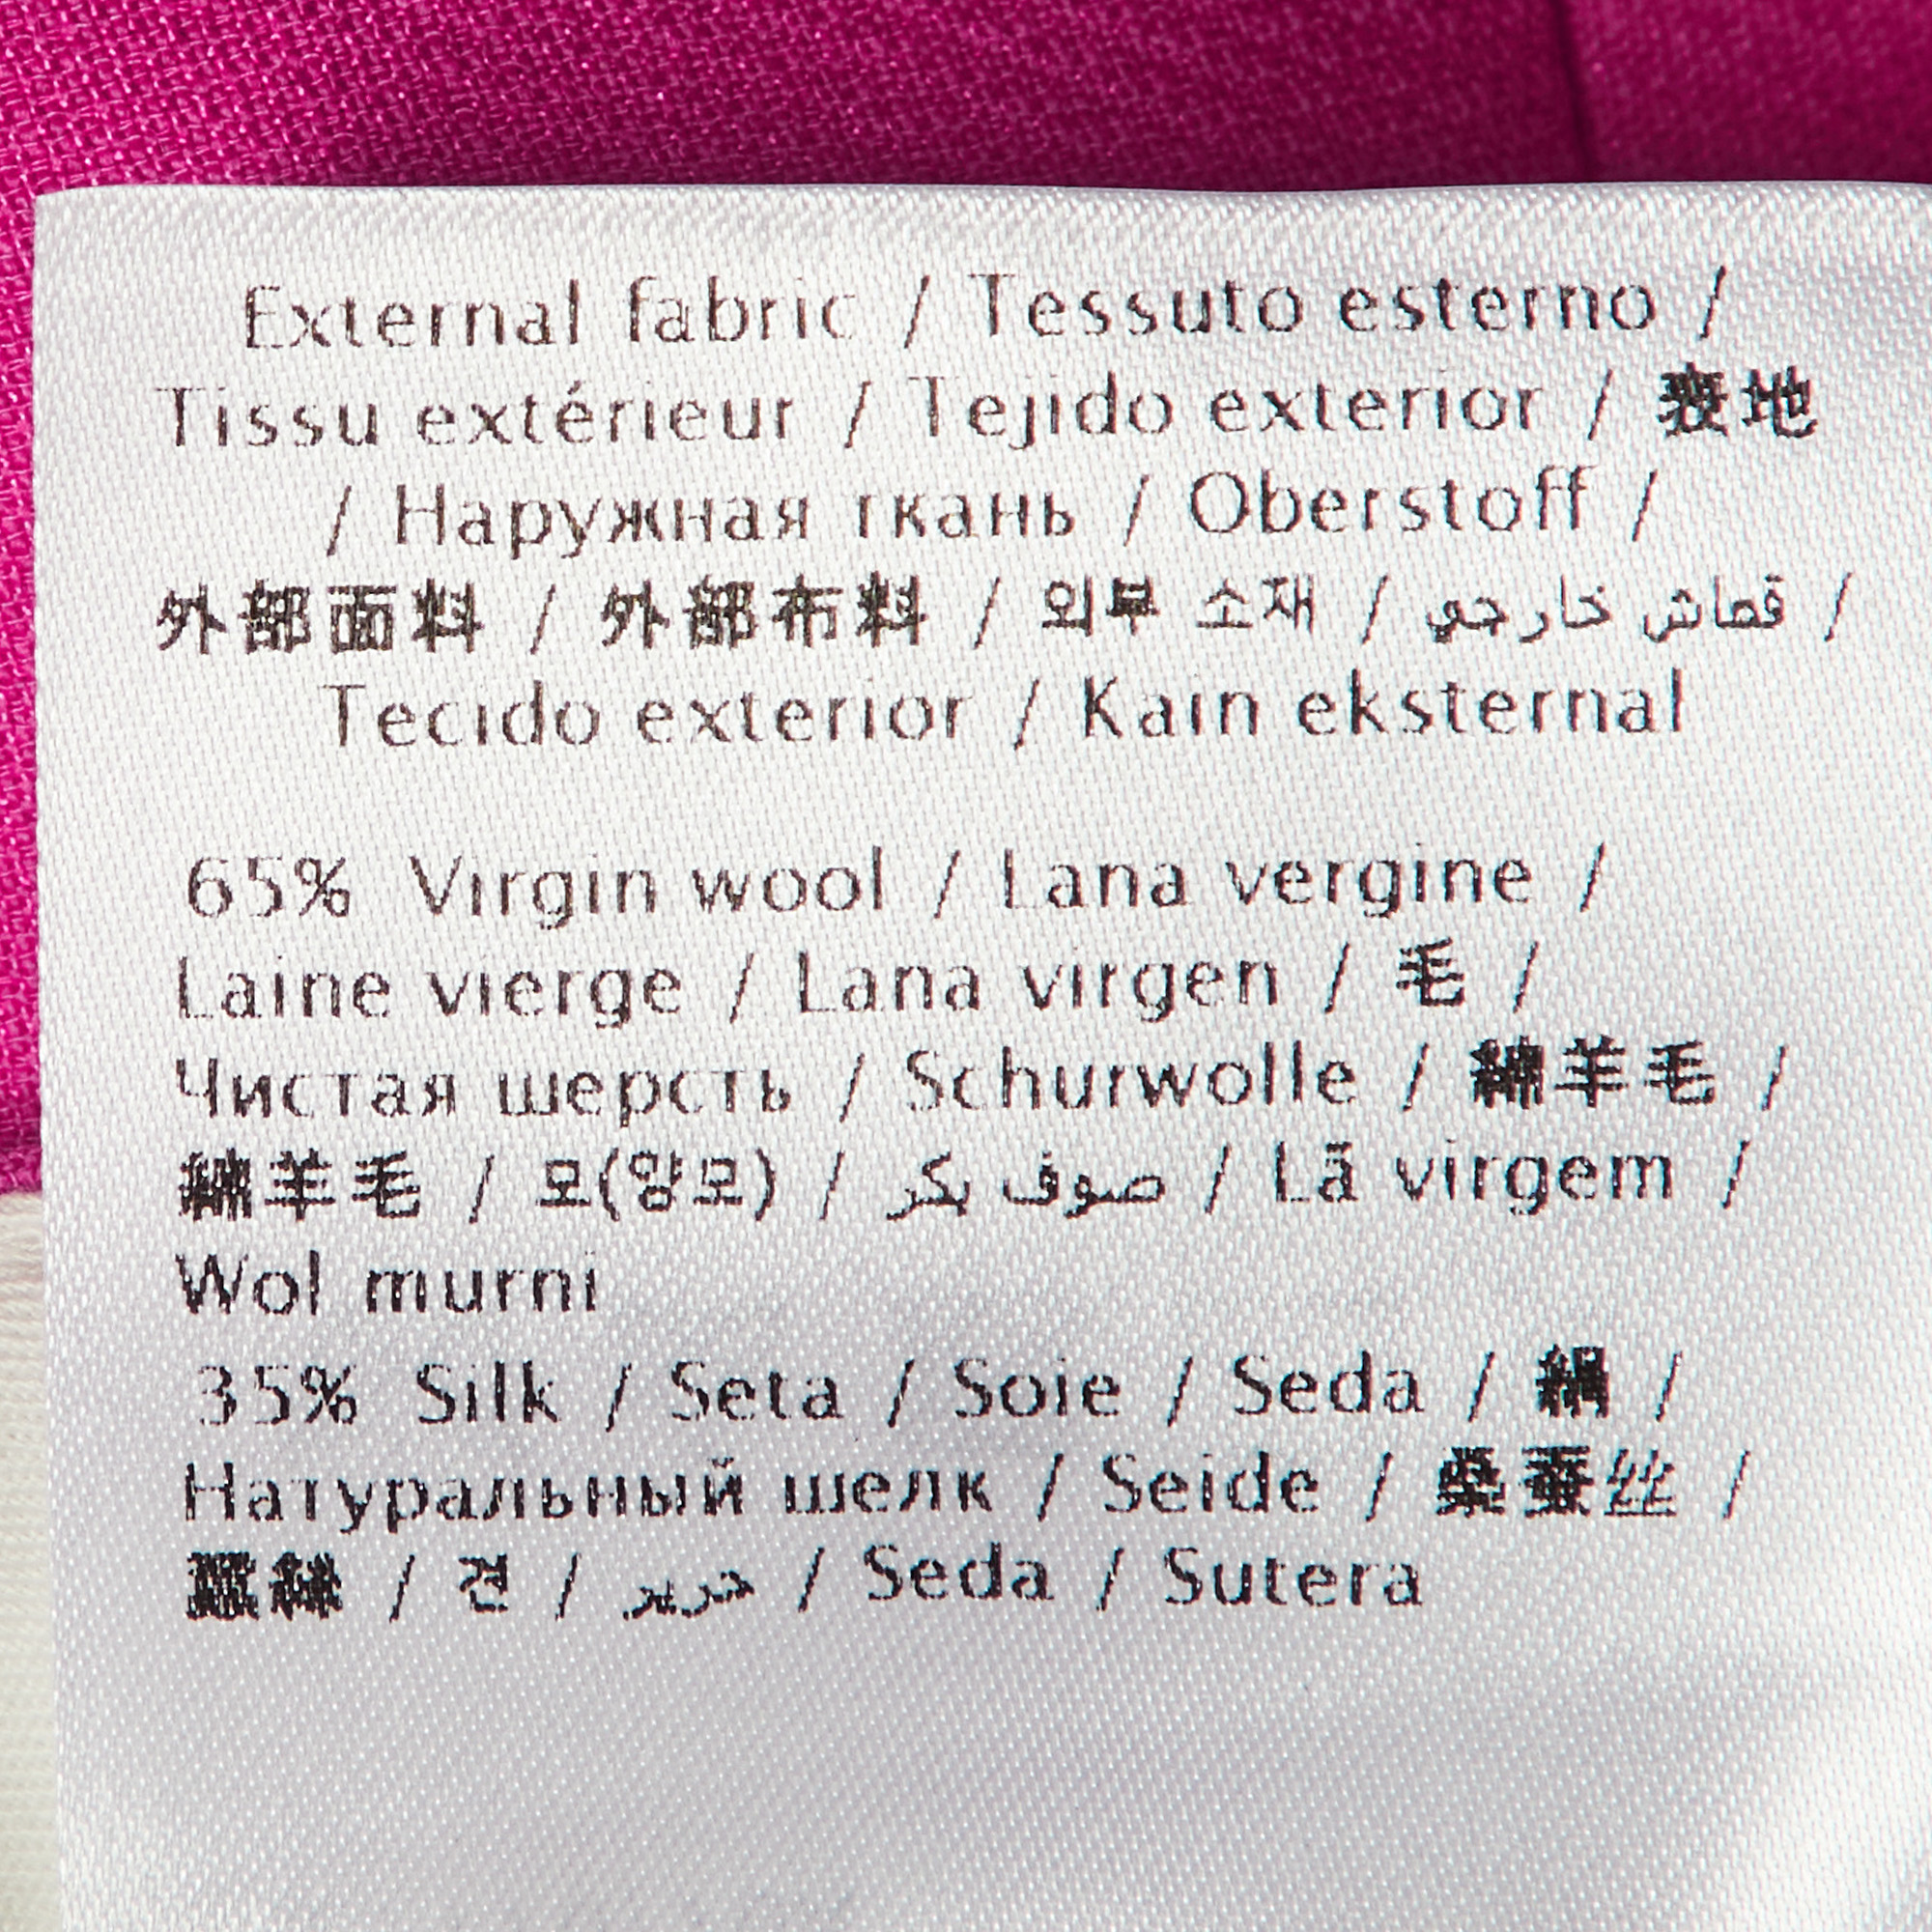 External fabric / Tessuto esterno /
Tissu extérieur / Tejido exterior / 表地
/ Наружная ткань / Oberstoff /
外部面料 / 外部布料 / 외부 소재 / قماش خارجي /
Tecido exterior / Kain eksternal
65% Virgin wool / Lana vergine /
Laine vierge / Lana virgen / 毛 /
Чистая шерсть / Schurwolle / 綿羊毛 /
綿羊毛 / 모(양모) / صوف بكر / Lã virgem /
Wol murni
35% Silk / Seta / Soie / Seda / 絹 /
Натуральный шелк / Seide / 桑蚕丝 /
蠶絲 / 견 / حرير / Seda / Sutera